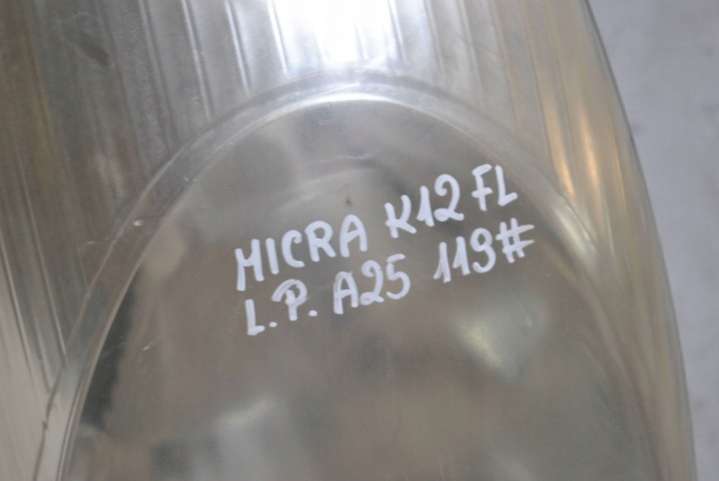 MICRA K12 FL
L.P. A25 119#